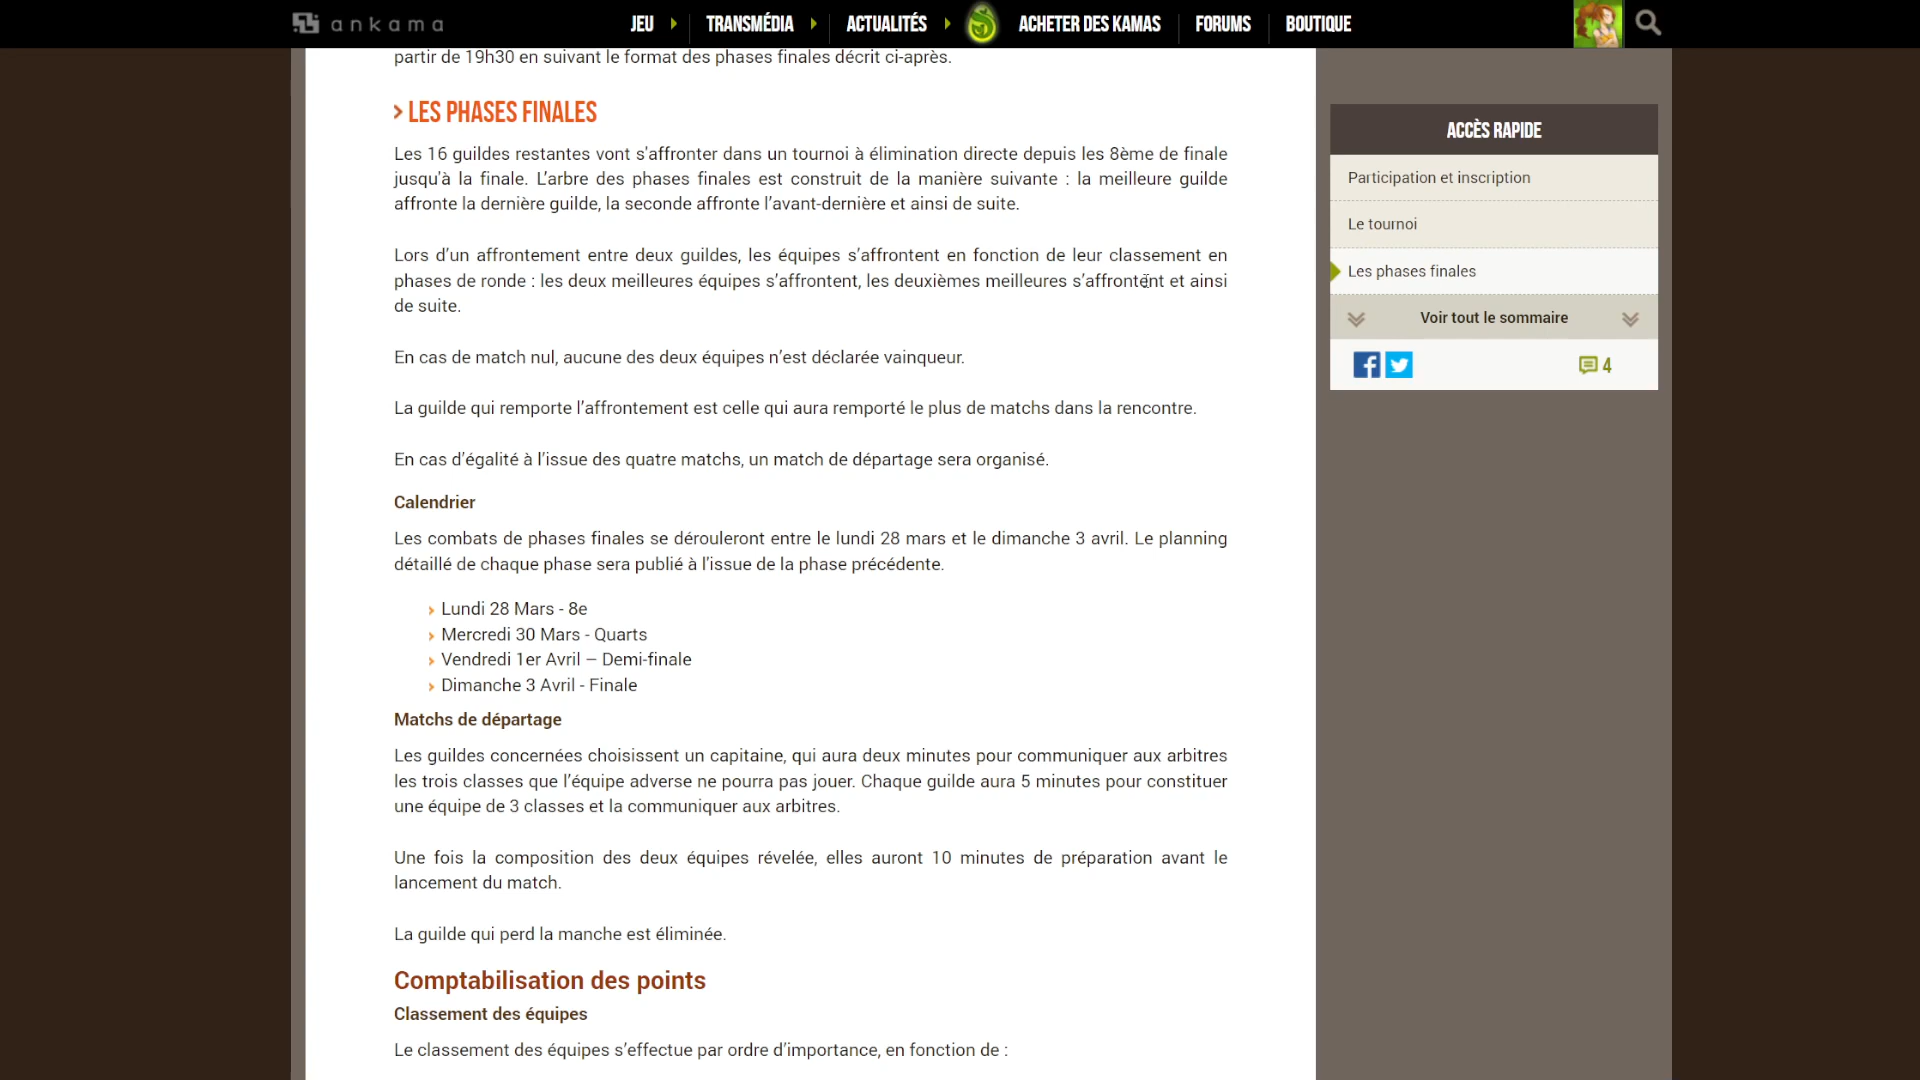 ankama
JEU
TRANSMÉDIA
ACTUALITÉS
ACHETER DES KAMAS
FORUMS
BOUTIQUE
partir de 19h30 en suivant le format des phases finales décrit ci-après.
LES PHASES FINALES
Les 16 guildes restantes vont s'affronter dans un tournoi à élimination directe depuis les 8ème de finale
jusqu'à la finale. L’arbre des phases finales est construit de la manière suivante : la meilleure guilde
affronte la dernière guilde, la seconde affronte l’avant-dernière et ainsi de suite.
Lors d’un affrontement entre deux guildes, les équipes s’affrontent en fonction de leur classement en
phases de ronde : les deux meilleures équipes s’affrontent, les deuxièmes meilleures s’affrontent et ainsi
de suite.
En cas de match nul, aucune des deux équipes n’est déclarée vainqueur.
La guilde qui remporte l’affrontement est celle qui aura remporté le plus de matchs dans la rencontre.
En cas d’égalité à l’issue des quatre matchs, un match de départage sera organisé.
Calendrier
Les combats de phases finales se dérouleront entre le lundi 28 mars et le dimanche 3 avril. Le planning
détaillé de chaque phase sera publié à l’issue de la phase précédente.
Lundi 28 Mars - 8e
Mercredi 30 Mars - Quarts
Vendredi 1er Avril – Demi-finale
Dimanche 3 Avril - Finale
Matchs de départage
Les guildes concernées choisissent un capitaine, qui aura deux minutes pour communiquer aux arbitres
les trois classes que l’équipe adverse ne pourra pas jouer. Chaque guilde aura 5 minutes pour constituer
une équipe de 3 classes et la communiquer aux arbitres.
Une fois la composition des deux équipes révelée, elles auront 10 minutes de préparation avant le
lancement du match.
La guilde qui perd la manche est éliminée.
Comptabilisation des points
Classement des équipes
Le classement des équipes s’effectue par ordre d’importance, en fonction de :
ACCÈS RAPIDE
Participation et inscription
Le tournoi
Les phases finales
Voir tout le sommaire
4